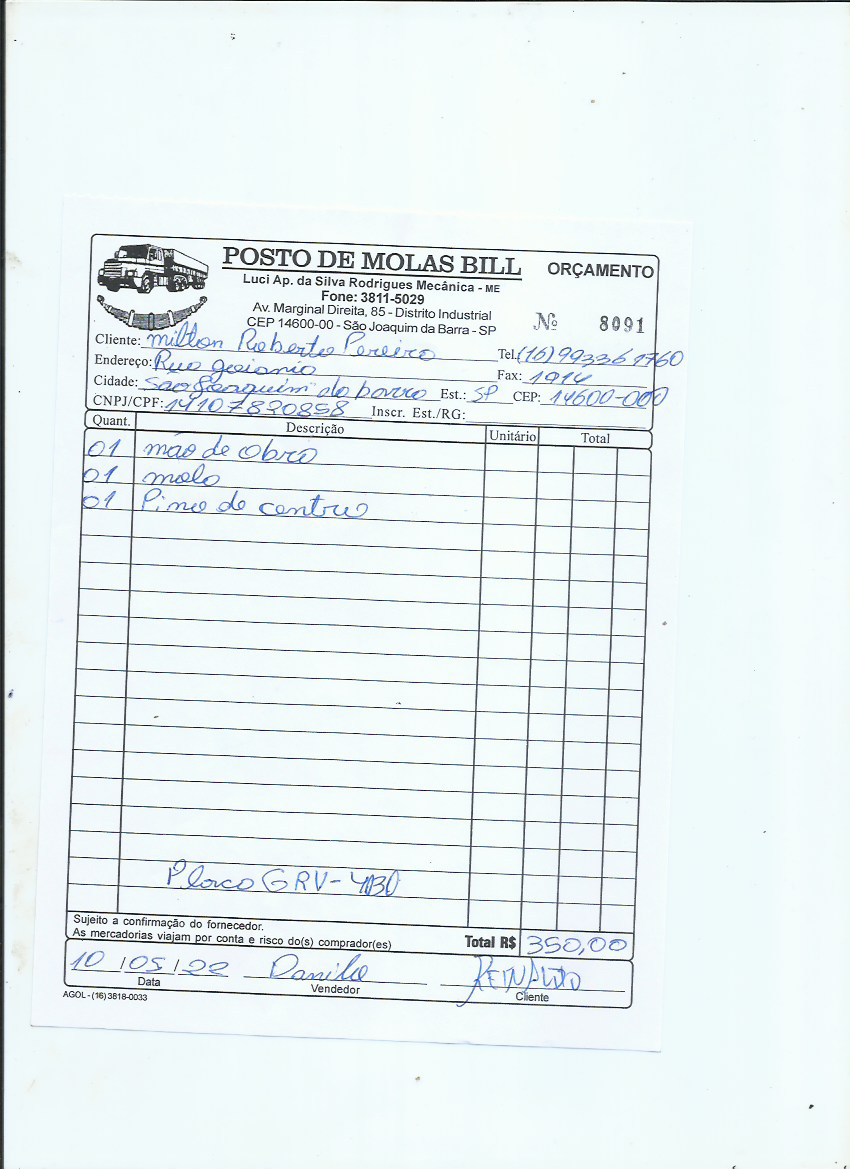 POSTO DE MOLAS BILL
ORÇAMENTO
Luci Ap. da Silva Rodrigues Mecânica - ME
Fone: 3811-5029
Av. Marginal Direita, 85 - Distrito Industrial
CEP 14600-00 - São Joaquim da Barra - SP
Nº 8091
Cliente: Milton Roberto Pereira Tel. (16) 99336 1760
Endereço: Rua goiania Fax: 1914
Cidade: São Joaquim da barra Est.: SP CEP: 14600-000
CNPJ/CPF: 14107820858 Inscr. Est./RG:
Quant. Descrição Unitário Total
01 mão de obra
01 mola
01 Pino de centro
Placa GRV-4130
Sujeito a confirmação do fornecedor.
As mercadorias viajam por conta e risco do(s) comprador(es)
Total R$ 350,00
10 / 05 / 22 Danilo REINALDO
Data Vendedor Cliente
AGOL - (16) 3818-0033